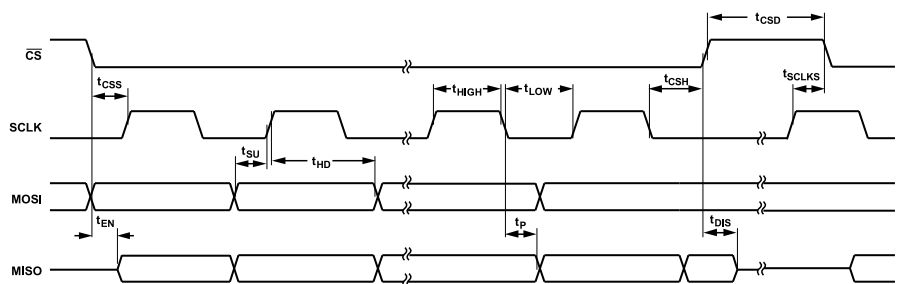 tCSD
CS
tCSS
tHIGH
tLOW
tCSH
tSCLKS
SCLK
tSU
tHD
MOSI
tEN
tP
tDIS
MISO